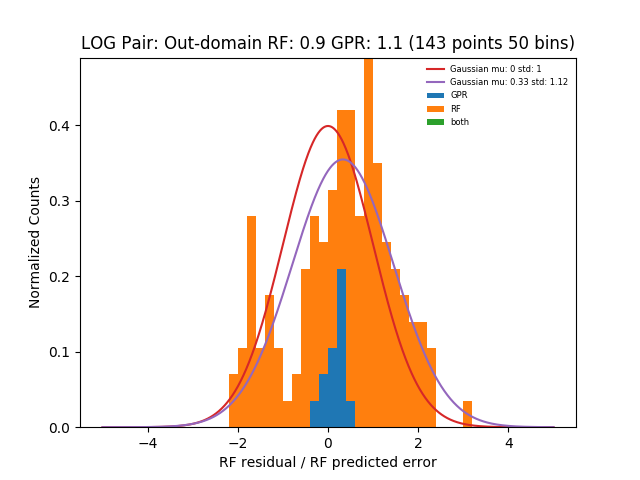 LOG Pair: Out-domain RF: 0.9 GPR: 1.1 (143 points 50 bins)
Gaussian mu: 0 std: 1
Gaussian mu: 0.33 std: 1.12
GPR
RF
both
Normalized Counts
0.4
0.3
0.2
0.1
0.0
−4 −2 0 2 4
RF residual / RF predicted error